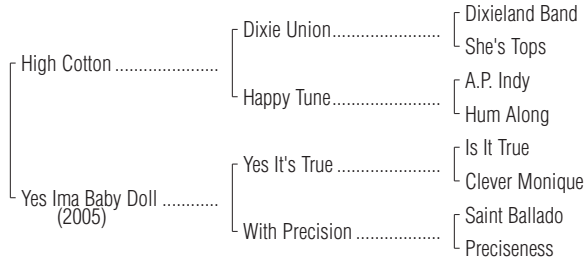 Dixieland Band
Dixie Union....................
She's Tops
High Cotton ....................
A.P. Indy
Happy Tune....................
Hum Along
Is It True
Yes It's True ....................
Clever Monique
Yes Ima Baby Doll ...........
(2005)
Saint Ballado
With Precision ................
Preciseness